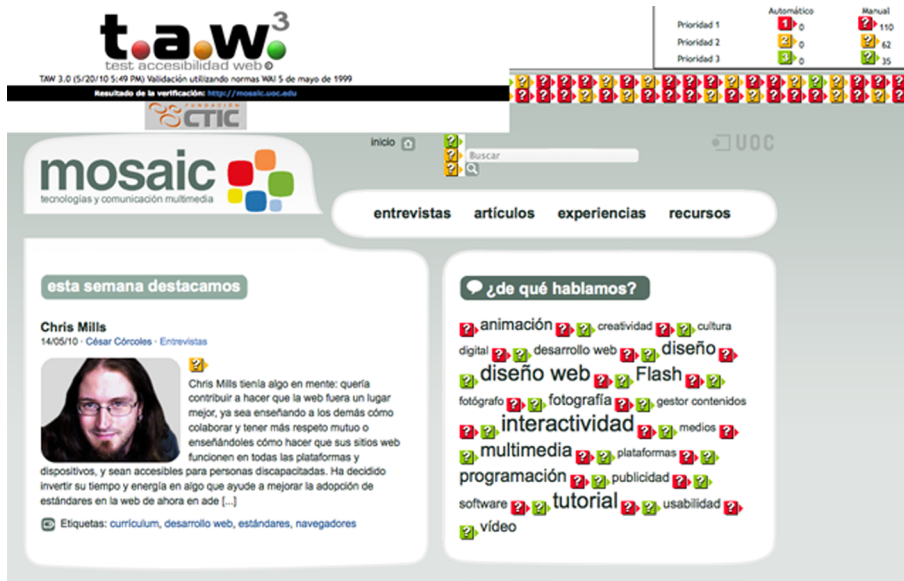 t.a.w3
test accesibilidad web ©
TAW 3.0 (5/20/10 5:49 PM) Validación utilizando normas WAI 5 de mayo de 1999
Resultado de la verificación: http://mosaic.uoc.edu
FUNDACIÓN
CTIC
Automático Manual
Prioridad 1 1 0 ? 110
Prioridad 2 2 0 ? 62
Prioridad 3 3 0 ? 35
? ? ? ? ? ? ? ? ? ? ? ? ? ? ? ? ? ? ?
? ? ? ? ? ? ? ? ? ? ? ? ? ? ? ? ? ? ?
inicio ?
? Buscar
?
UOC
mosaic
tecnologías y comunicación multimedia
entrevistas artículos experiencias recursos
esta semana destacamos
Chris Mills
14/05/10 · César Córcoles · Entrevistas
?
Chris Mills tienía algo en mente: quería
contribuir a hacer que la web fuera un lugar
mejor, ya sea enseñando a los demás cómo
colaborar y tener más respeto mutuo o
enseñándoles cómo hacer que sus sitios web
funcionen en todas las plataformas y
dispositivos, y sean accesibles para personas discapacitadas. Ha decidido
invertir su tiempo y energía en algo que ayude a mejorar la adopción de
estándares en la web de ahora en ade [...]
Etiquetas: currículum, desarrollo web, estándares, navegadores
¿de qué hablamos?
? animación ? ? creatividad ? ? cultura
digital ? ? desarrollo web ? ? diseño ?
? diseño web ? ? Flash ? ?
fotógrafo ? ? fotografía ? ? gestor contenidos
? ? interactividad ? ? medios ?
? multimedia ? ? plataformas ? ?
programación ? ? publicidad ? ?
software ? ? tutorial ? ? usabilidad ?
? vídeo